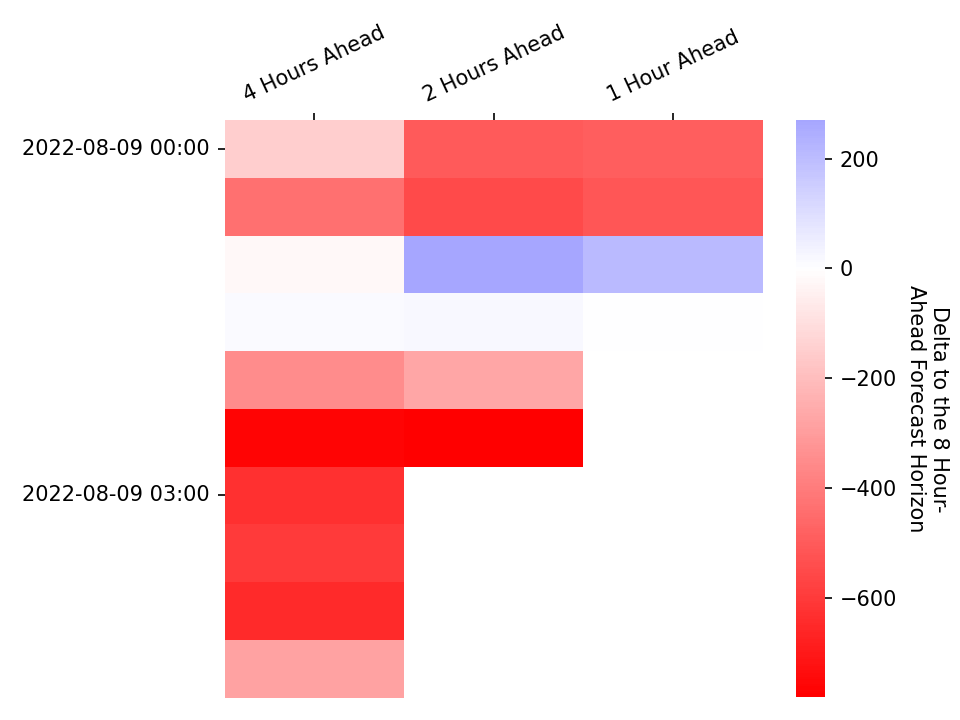 4 Hours Ahead
2 Hours Ahead
1 Hour Ahead
2022-08-09 00:00
2022-08-09 03:00
200
0
−200
−400
−600
Delta to the 8 Hour-
Ahead Forecast Horizon